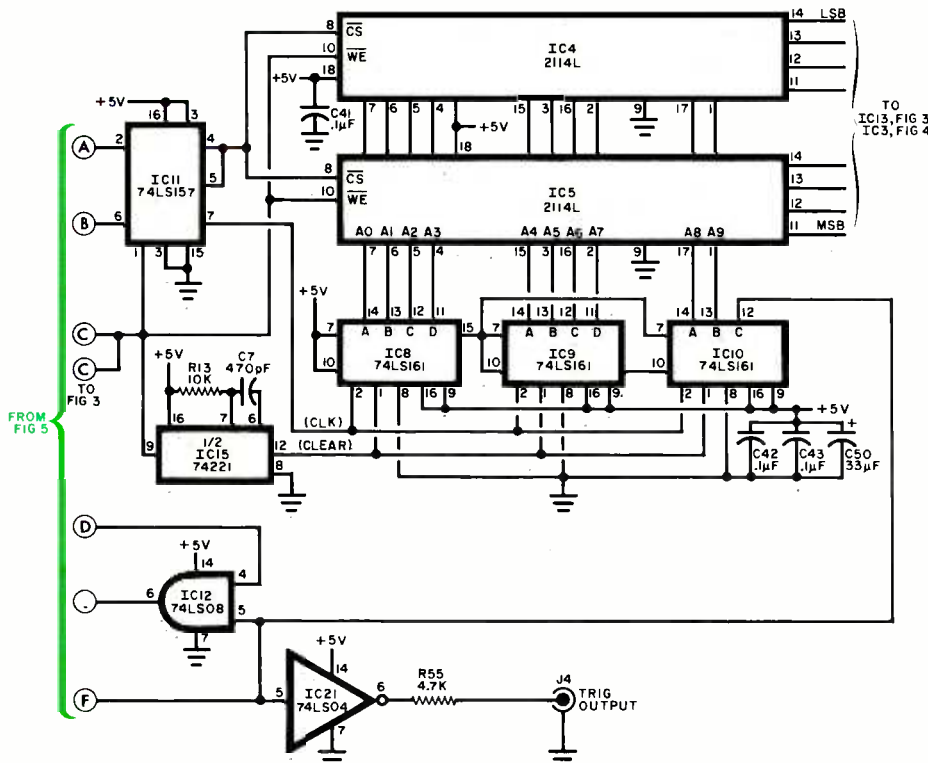 8 CS
10 WE
18
+5V
C41
.1µF
IC4
2114L
14 LSB
13
12
11
7 6 5 4 15 3 16 2 9 17 1
+5V
18
TO
IC13, FIG 3
IC3, FIG 4
+5V
16 3
A 2
4
5
IC11
74LS157
B 6
7
1 3 15
8 CS
10 WE
IC5
2114L
14
13
12
11 MSB
A0 A1 A2 A3 A4 A5 A6 A7 A8 A9
7 6 5 4 15 3 16 2 9 17 1
+5V
14 13 12 11
7 A B C D 15
10
IC8
74LS161
2 1 8 16 9
14 13 12 11
7 A B C D
10
IC9
74LS161
2 1 8 16 9
14 13 12
7 A B C
10
IC10
74LS161
2 1 8 16 9
C
C
TO
FIG 3
FROM
FIG 5
+5V
R13
10K
C7
470pF
16 7 6
9
1/2
IC15
74221
12 (CLEAR)
8
(CLK)
+5V
C42
.1µF
C43
.1µF
+
C50
33µF
D
+5V
14
4
6
IC12
74LS08
5
7
F
+5V
14
5
IC21
74LS04
6
7
R55
4.7K
J4
TRIG
OUTPUT